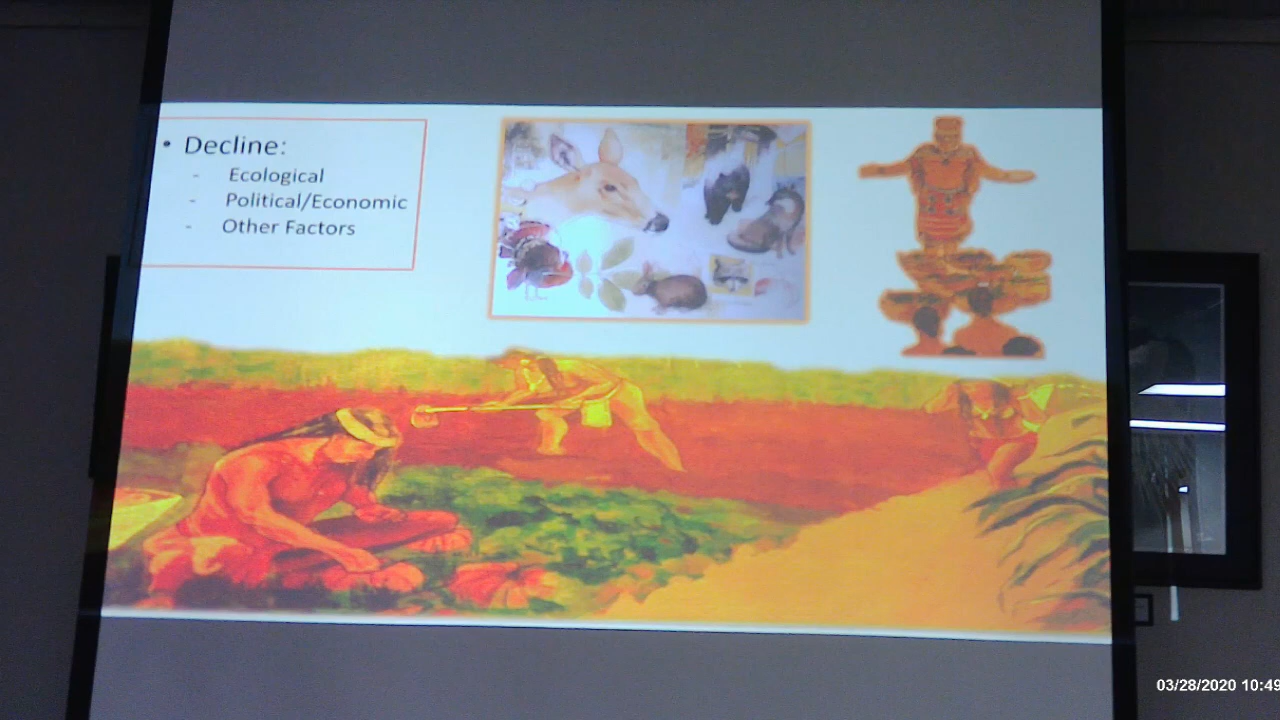 • Decline:
- Ecological
- Political/Economic
- Other Factors
03/28/2020 10:49